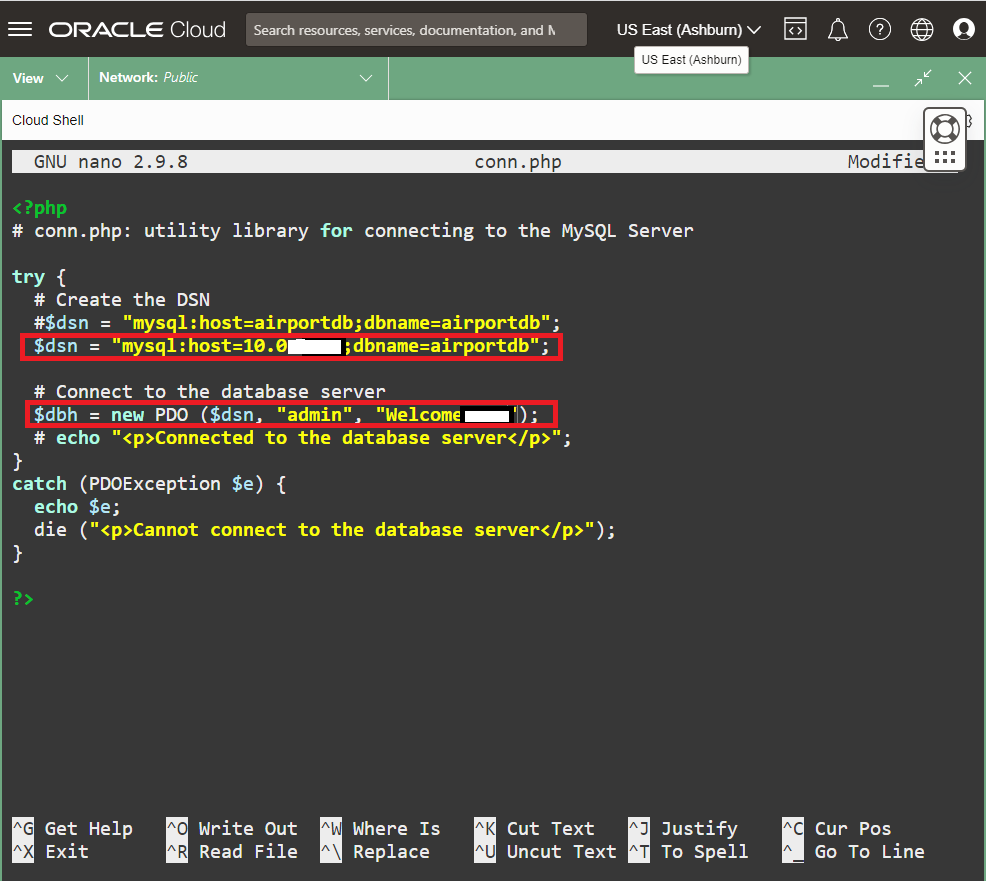 ORACLE Cloud
Search resources, services, documentation, and M
US East (Ashburn)
US East (Ashburn)
View
Network: Public
Cloud Shell
GNU nano 2.9.8 conn.php Modifie
<?php
# conn.php: utility library for connecting to the MySQL Server
try {
# Create the DSN
#$dsn = "mysql:host=airportdb;dbname=airportdb";
$dsn = "mysql:host=10.0 ;dbname=airportdb";
# Connect to the database server
$dbh = new PDO ($dsn, "admin", "Welcome ");
# echo "<p>Connected to the database server</p>";
}
catch (PDOException $e) {
echo $e;
die ("<p>Cannot connect to the database server</p>");
}
?>
^G Get Help ^O Write Out ^W Where Is ^K Cut Text ^J Justify ^C Cur Pos
^X Exit ^R Read File ^\ Replace ^U Uncut Text ^T To Spell ^_ Go To Line